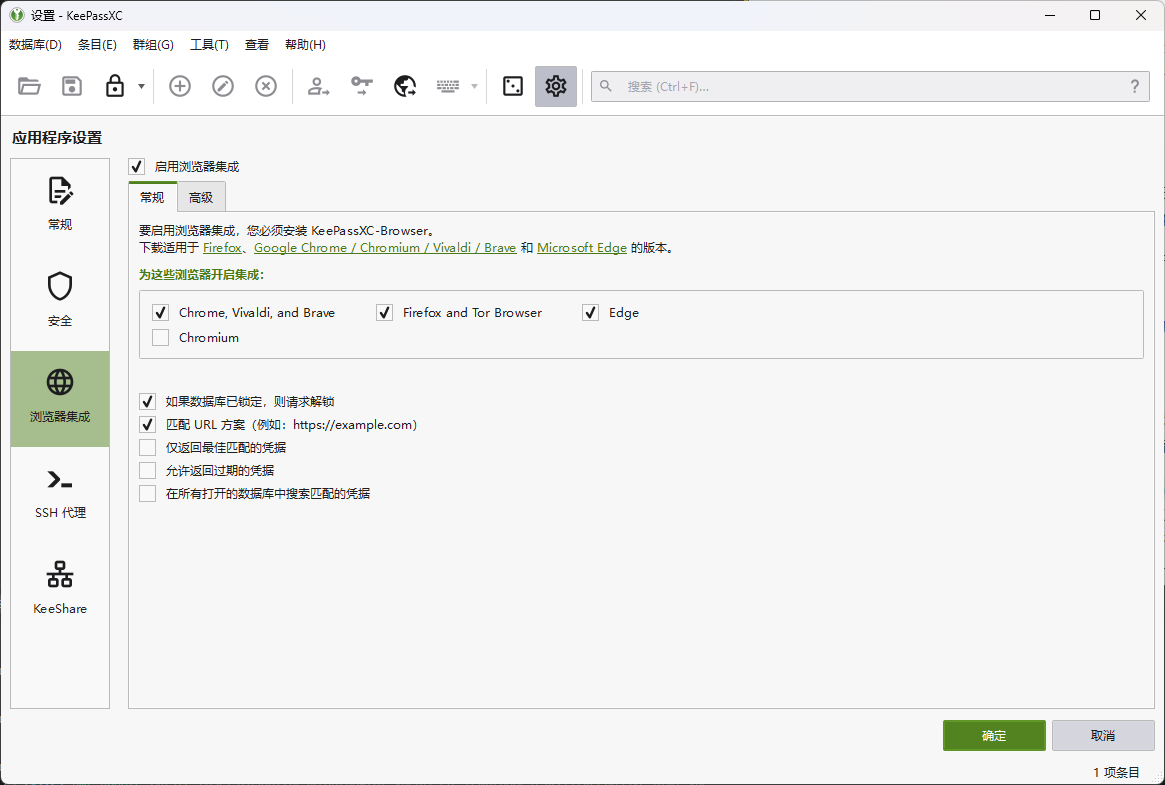 设置 - KeePassXC
数据库(D) 条目(E) 群组(G) 工具(T) 查看 帮助(H)
搜索 (Ctrl+F)... ?
应用程序设置
常规
安全
浏览器集成
SSH 代理
KeeShare
启用浏览器集成
常规 高级
要启用浏览器集成，您必须安装 KeePassXC-Browser。
下载适用于 Firefox、Google Chrome / Chromium / Vivaldi / Brave 和 Microsoft Edge 的版本。
为这些浏览器开启集成：
Chrome, Vivaldi, and Brave Firefox and Tor Browser Edge
Chromium
如果数据库已锁定，则请求解锁
匹配 URL 方案（例如：https://example.com）
仅返回最佳匹配的凭据
允许返回过期的凭据
在所有打开的数据库中搜索匹配的凭据
确定 取消
1 项条目